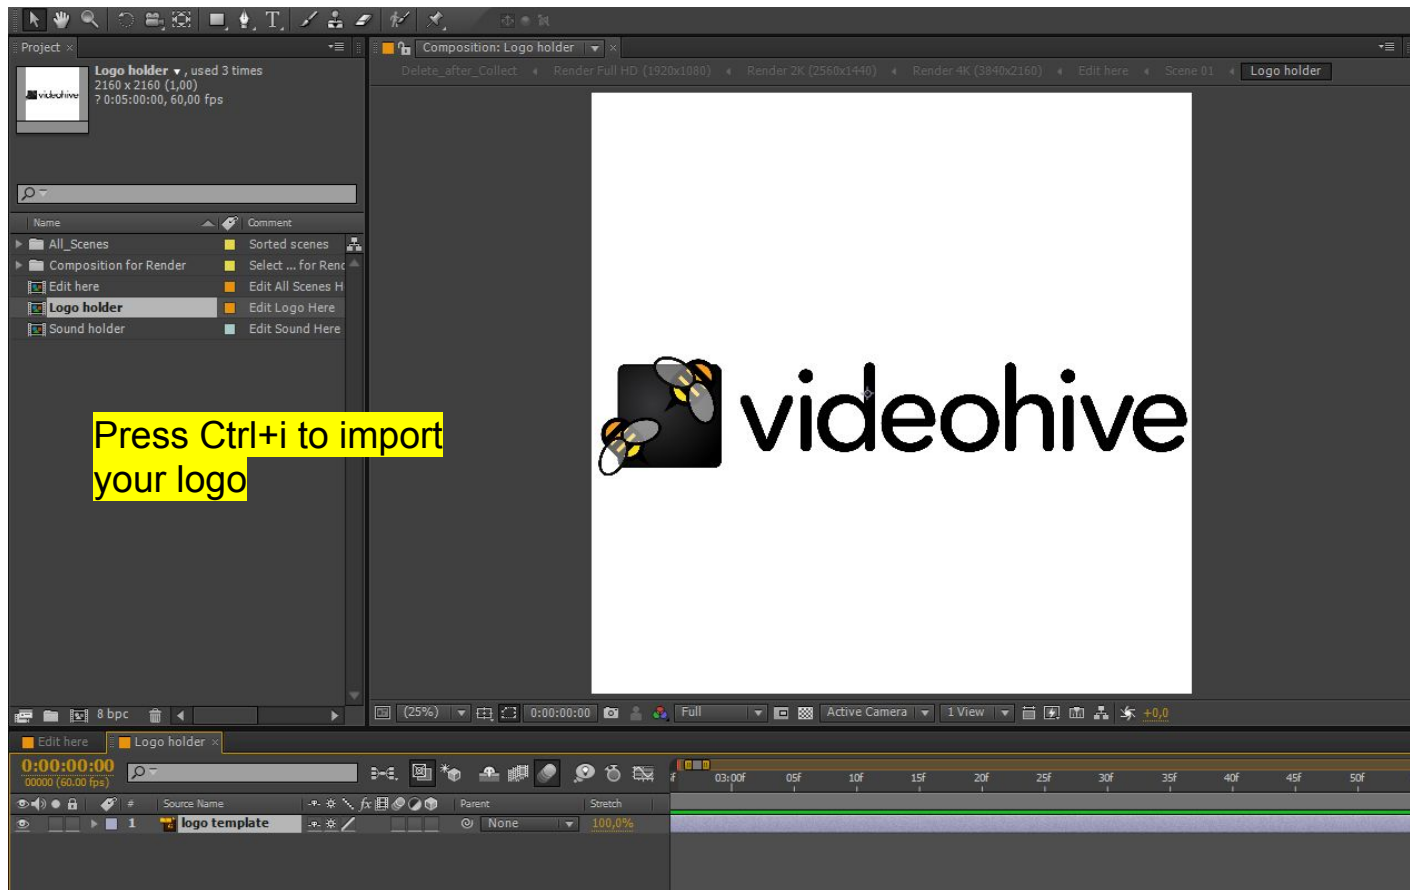 Project ×
Composition: Logo holder ×
Logo holder ▾ , used 3 times
2160 x 2160 (1,00)
? 0:05:00:00, 60,00 fps
videohive
Delete_after_Collect
Render Full HD (1920x1080)
Render 2K (2560x1440)
Render 4K (3840x2160)
Edit here
Scene 01
Logo holder
Name
Comment
All_Scenes
Sorted scenes
Composition for Render
Select ... for Rend
Edit here
Edit All Scenes H
Logo holder
Edit Logo Here
Sound holder
Edit Sound Here
videohive
Press Ctrl+i to import
your logo
8 bpc
(25%)
0:00:00:00
Full
Active Camera
1 View
+0,0
Edit here
Logo holder ×
0:00:00:00
00000 (60.00 fps)
03:00f
05f
10f
15f
20f
25f
30f
35f
40f
45f
50f
#
Source Name
fx
Parent
Stretch
1
logo template
None
100,0%